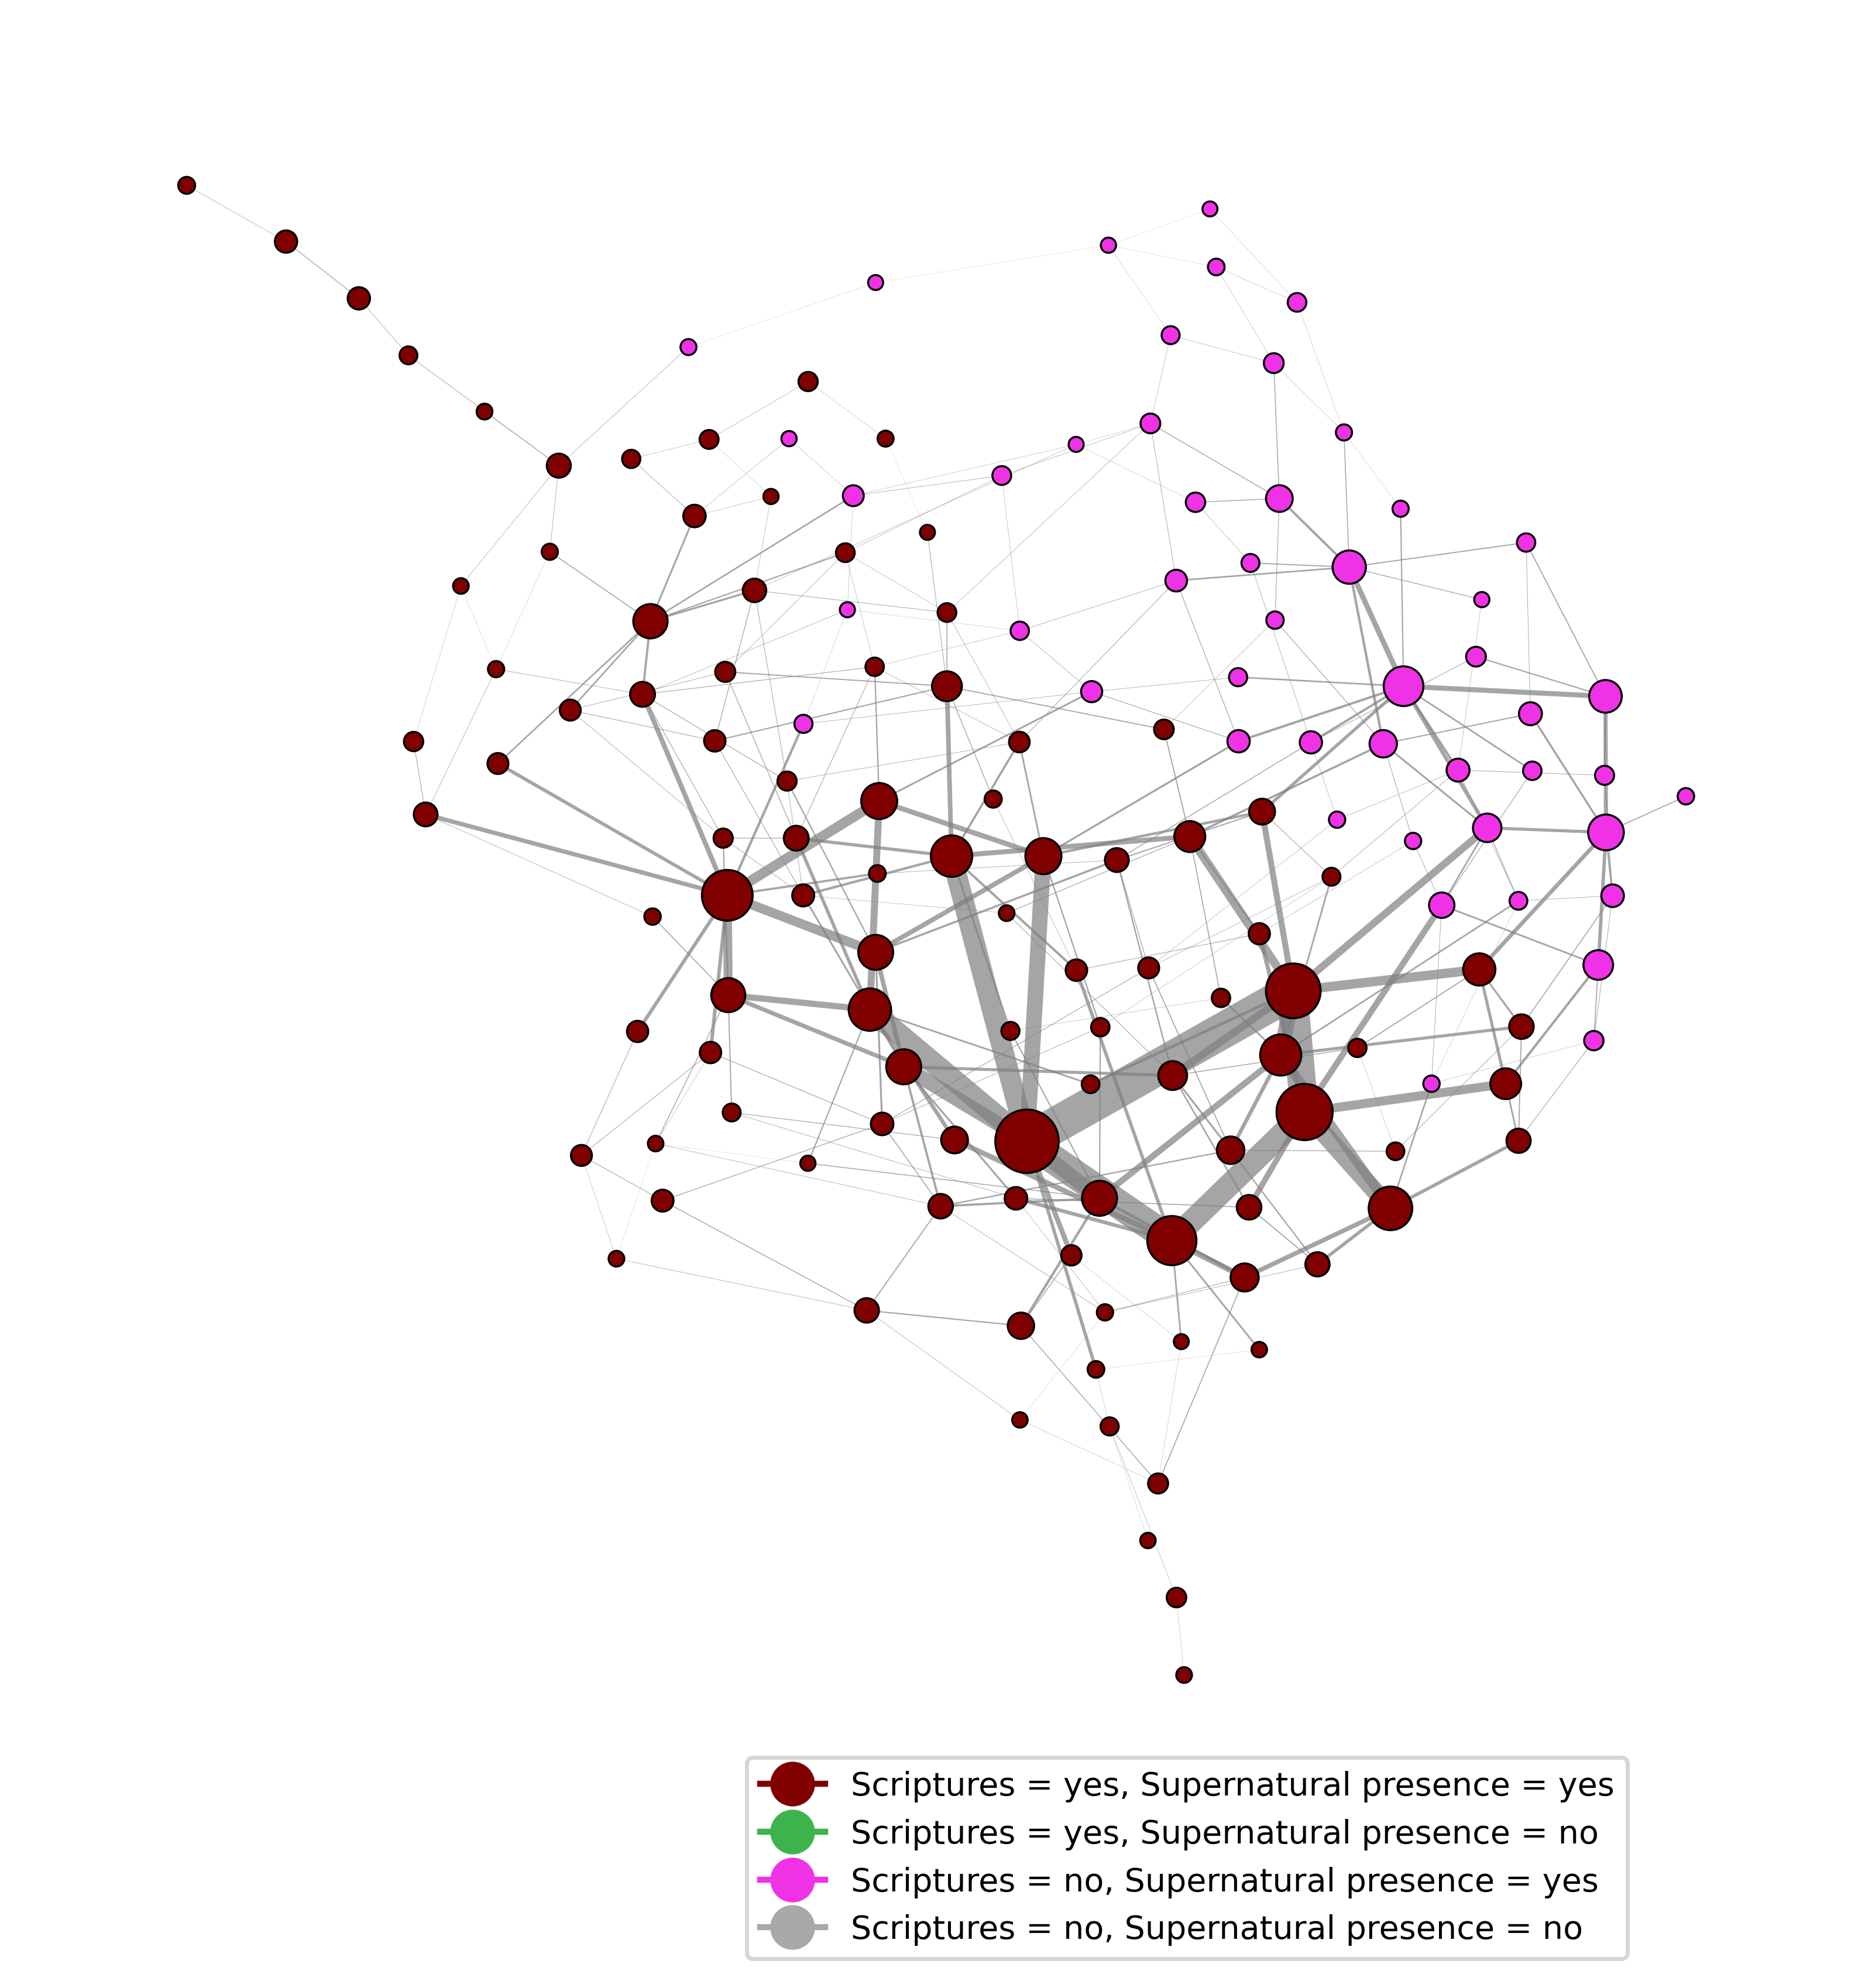 Scriptures = yes, Supernatural presence = yes
Scriptures = yes, Supernatural presence = no
Scriptures = no, Supernatural presence = yes
Scriptures = no, Supernatural presence = no